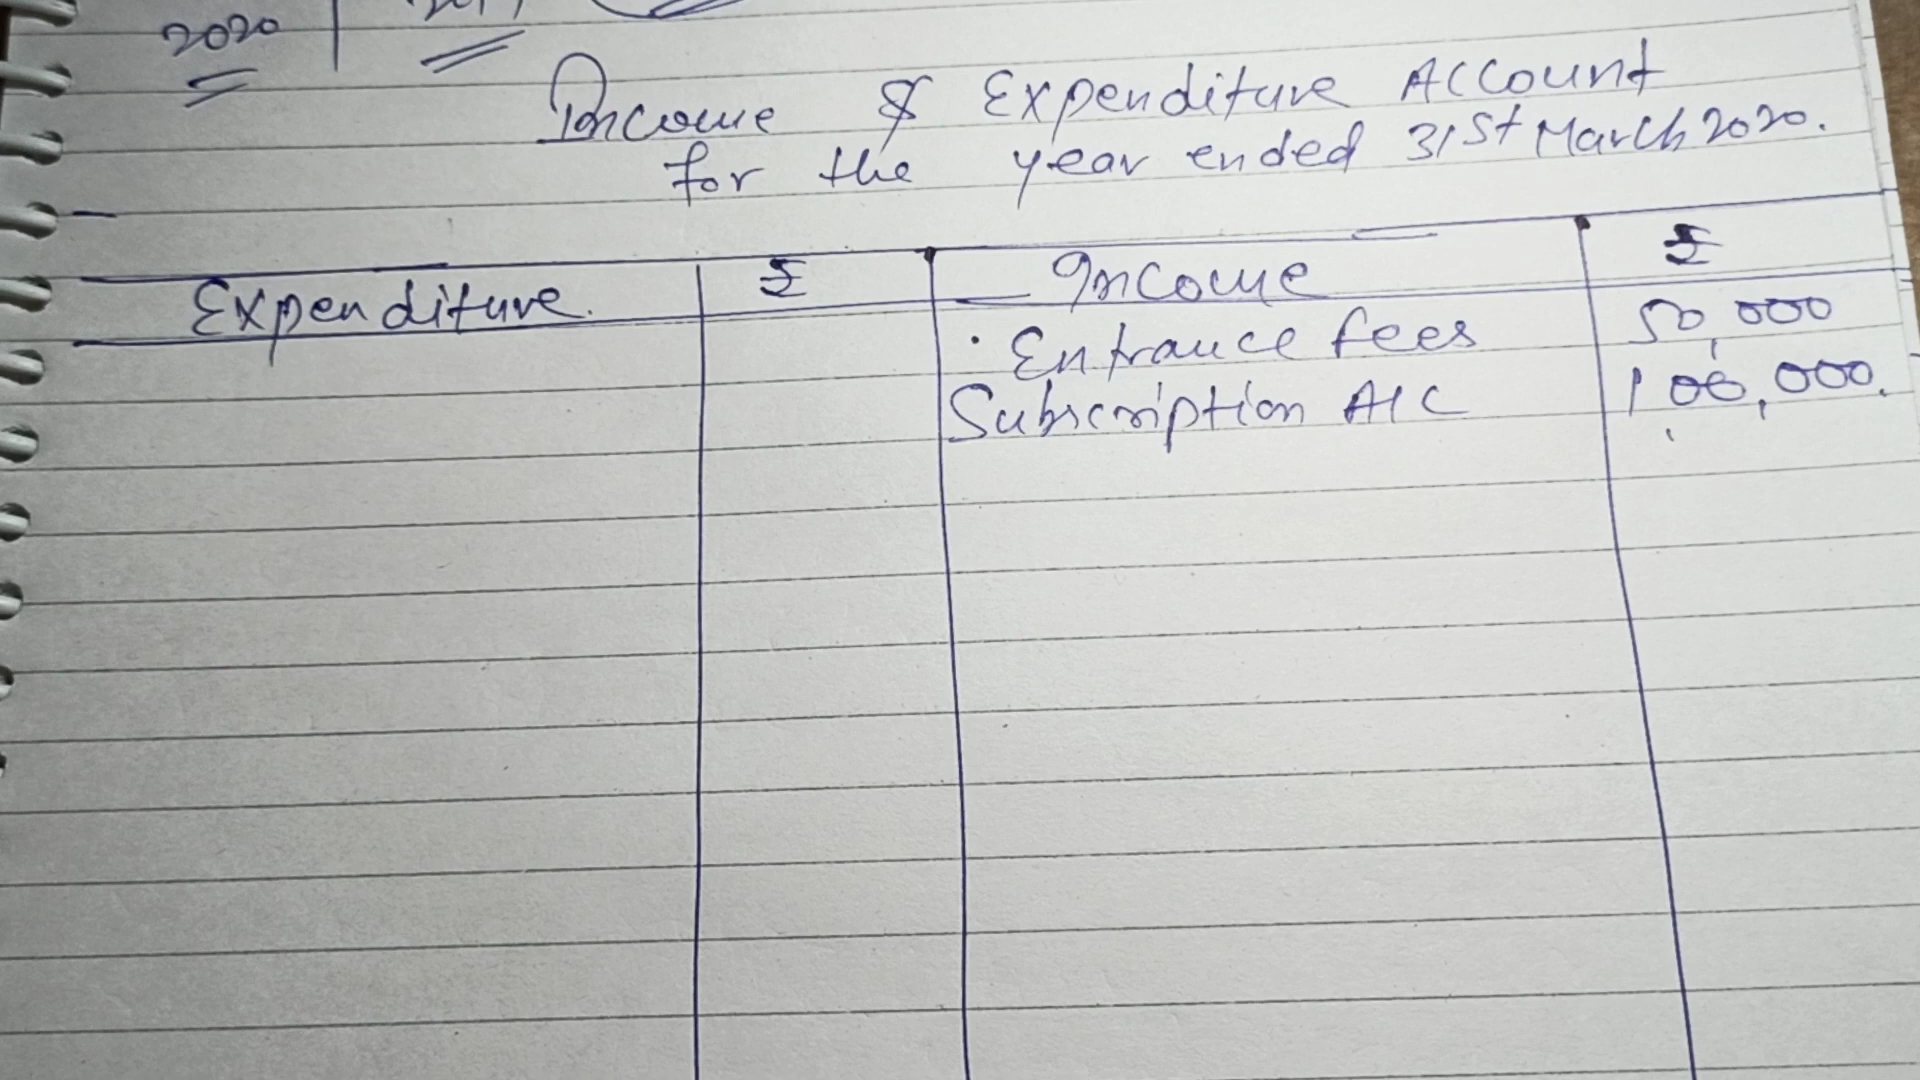 2020
Income & Expenditure Account
for the year ended 31st March 2020.
Expenditure. ₹ Income ₹
Entrance fees 50,000
Subscription A/C 1,00,000.